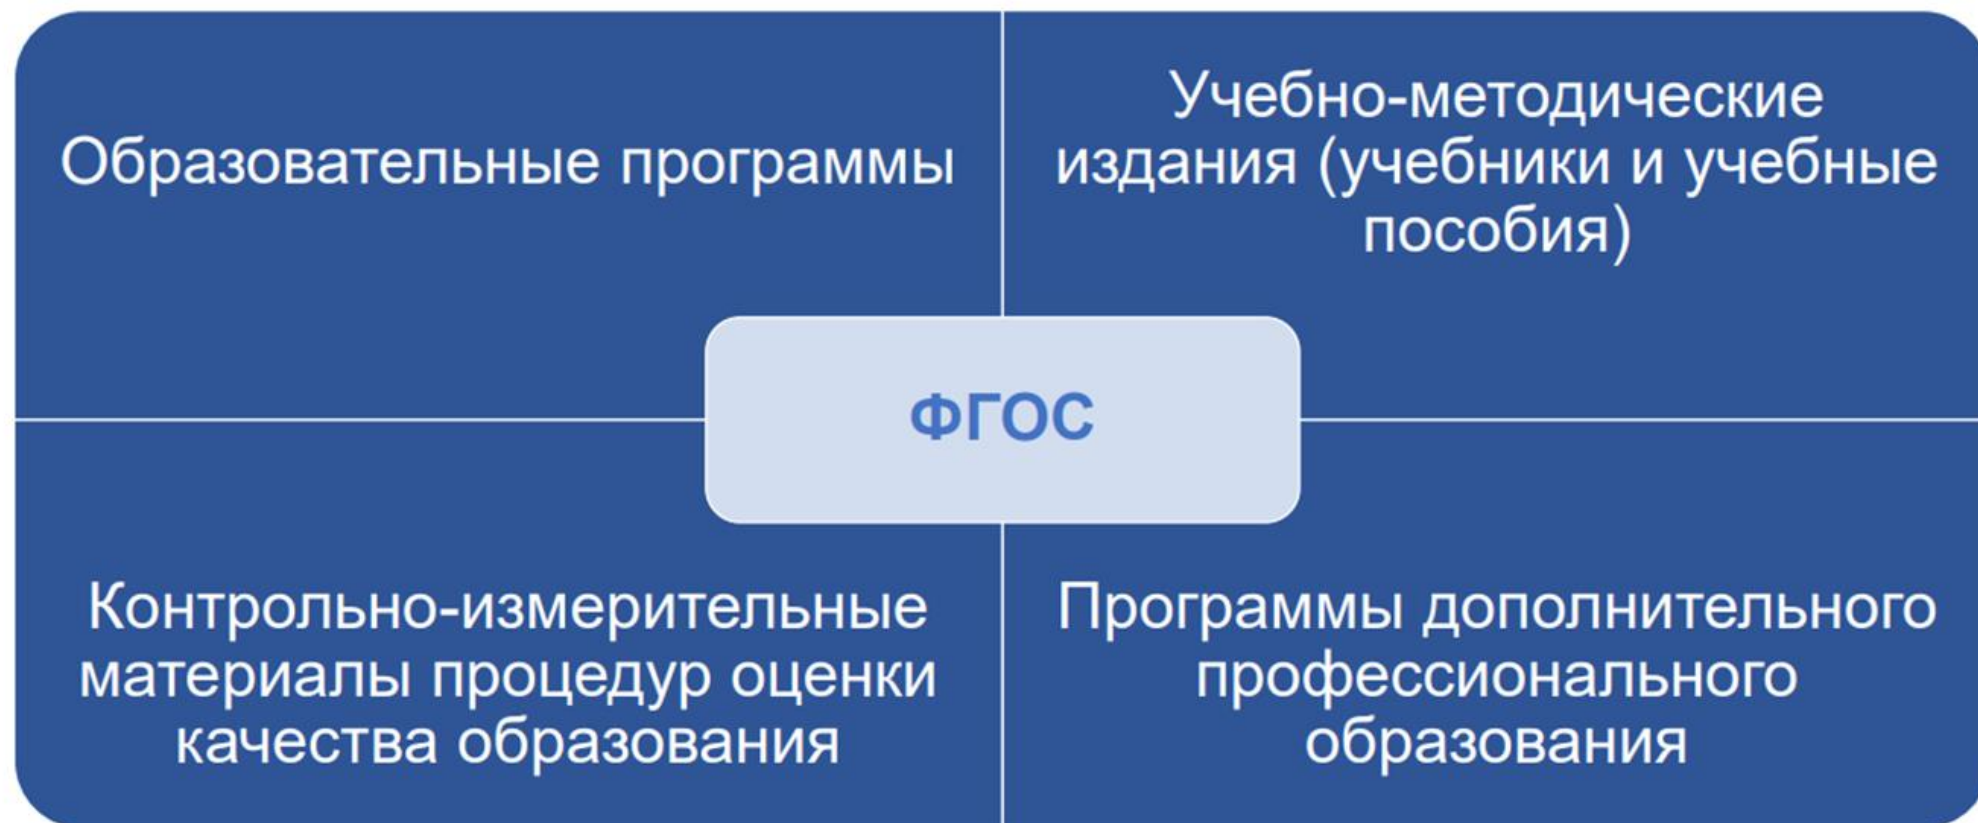 Образовательные программы
Учебно-методические
издания (учебники и учебные
пособия)
ФГОС
Контрольно-измерительные
материалы процедур оценки
качества образования
Программы дополнительного
профессионального
образования